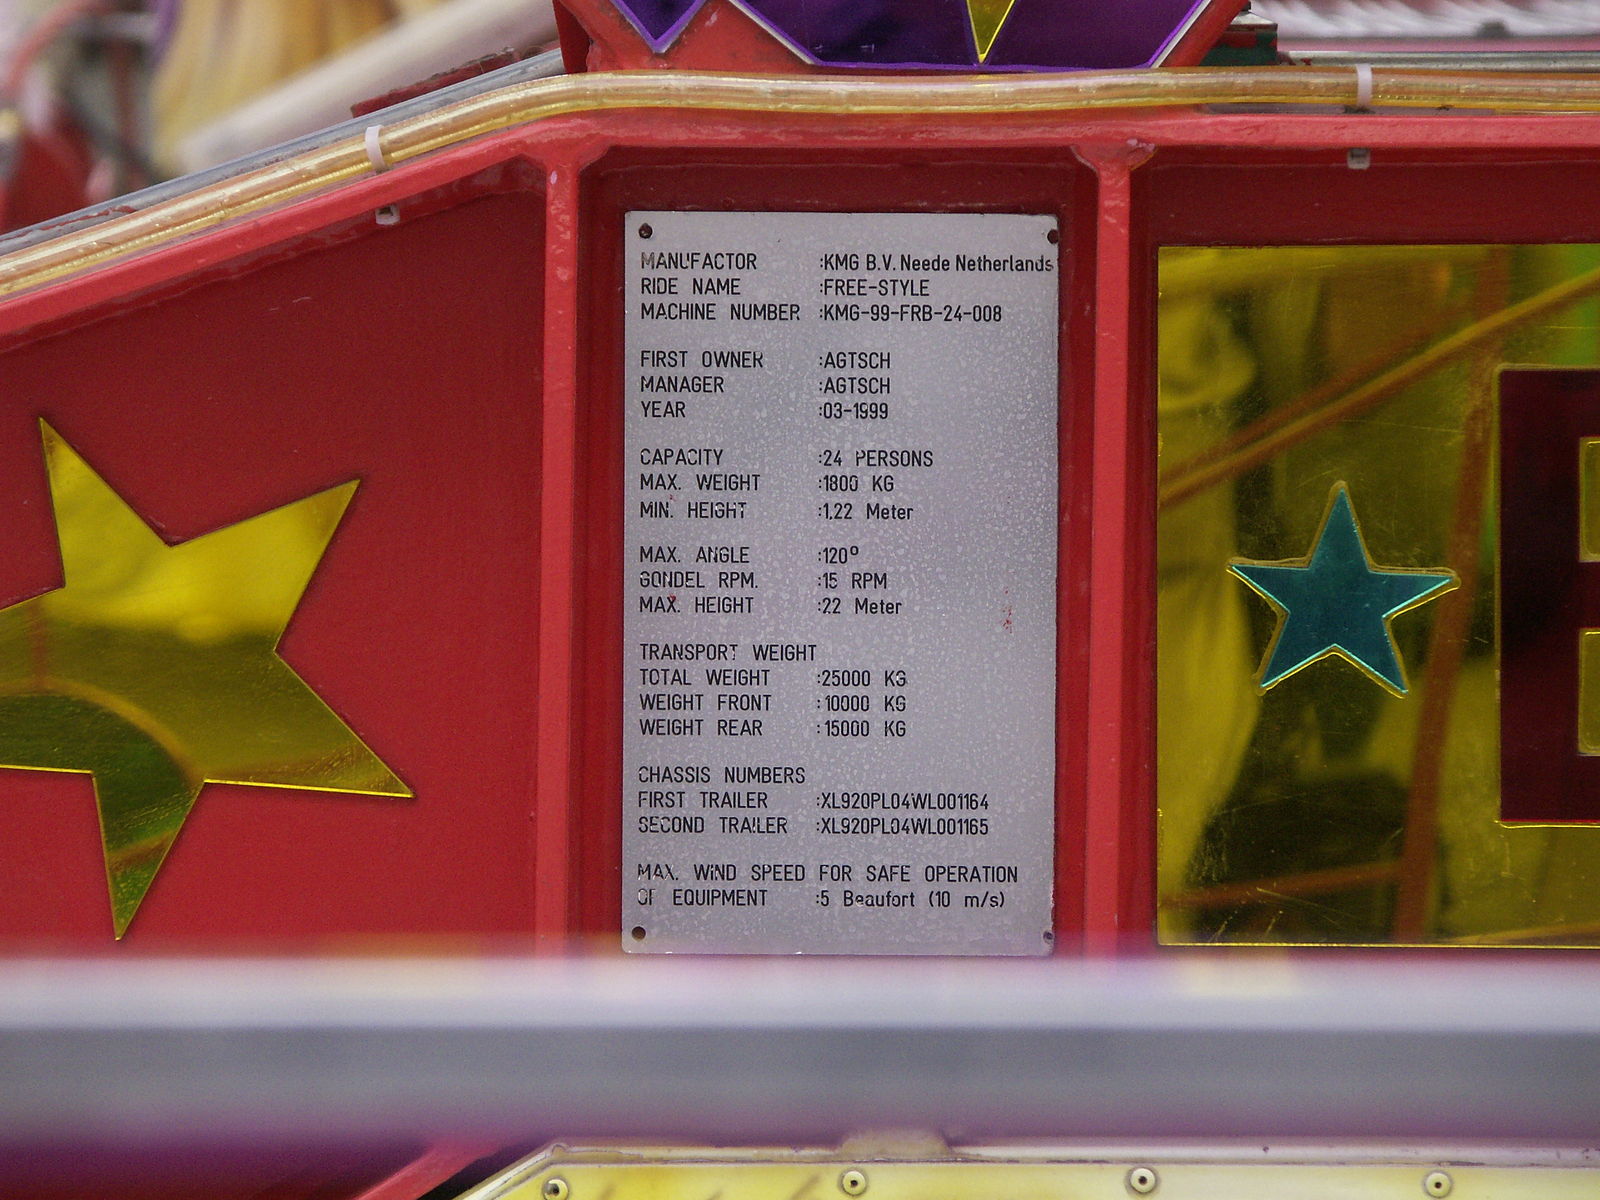 MANUFACTOR :KMG B.V. Neede Netherlands
RIDE NAME :FREE-STYLE
MACHINE NUMBER :KMG-99-FRB-24-008
FIRST OWNER :AGTSCH
MANAGER :AGTSCH
YEAR :03-1999
CAPACITY :24 PERSONS
MAX. WEIGHT :1800 KG
MIN. HEIGHT :1,22 Meter
MAX. ANGLE :120°
GONDEL RPM. :15 RPM
MAX. HEIGHT :22 Meter
TRANSPORT WEIGHT
TOTAL WEIGHT :25000 KG
WEIGHT FRONT :10000 KG
WEIGHT REAR :15000 KG
CHASSIS NUMBERS
FIRST TRAILER :XL920PL04WL001164
SECOND TRAILER :XL920PL04WL001165
MAX. WIND SPEED FOR SAFE OPERATION
OF EQUIPMENT :5 Beaufort (10 m/s)